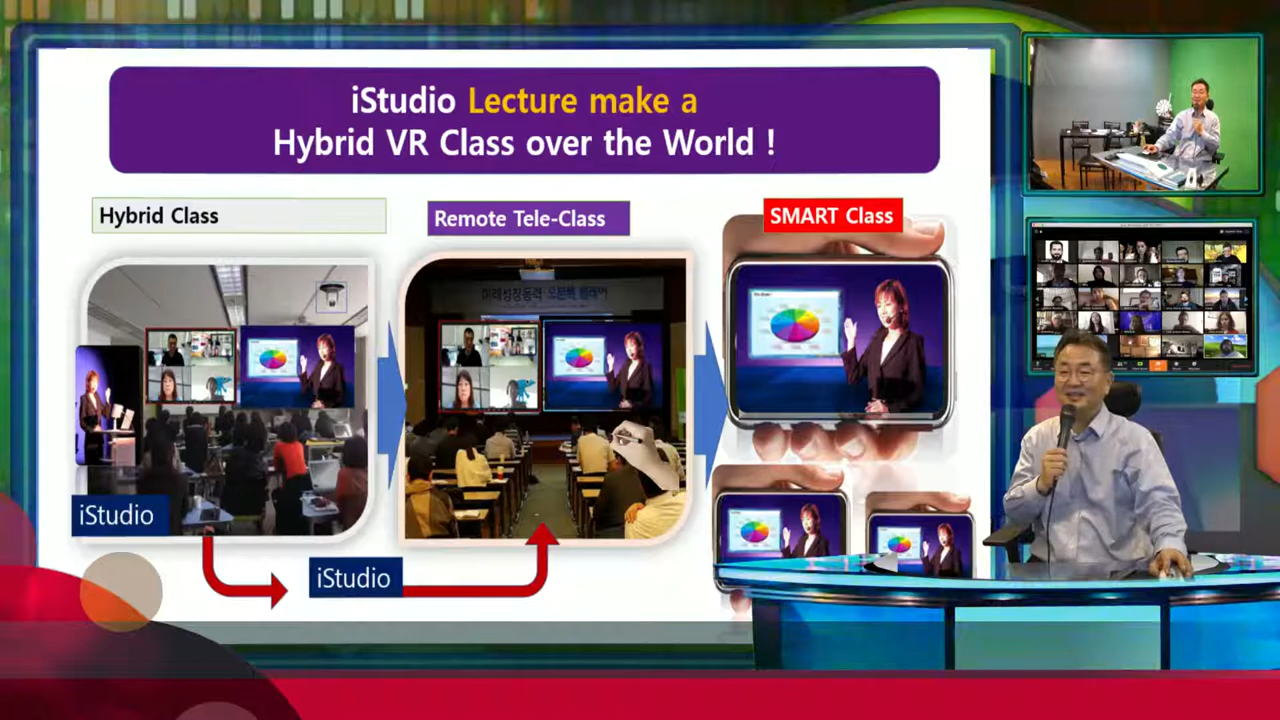 iStudio Lecture make a
Hybrid VR Class over the World !
Hybrid Class
Remote Tele-Class
SMART Class
iStudio
iStudio